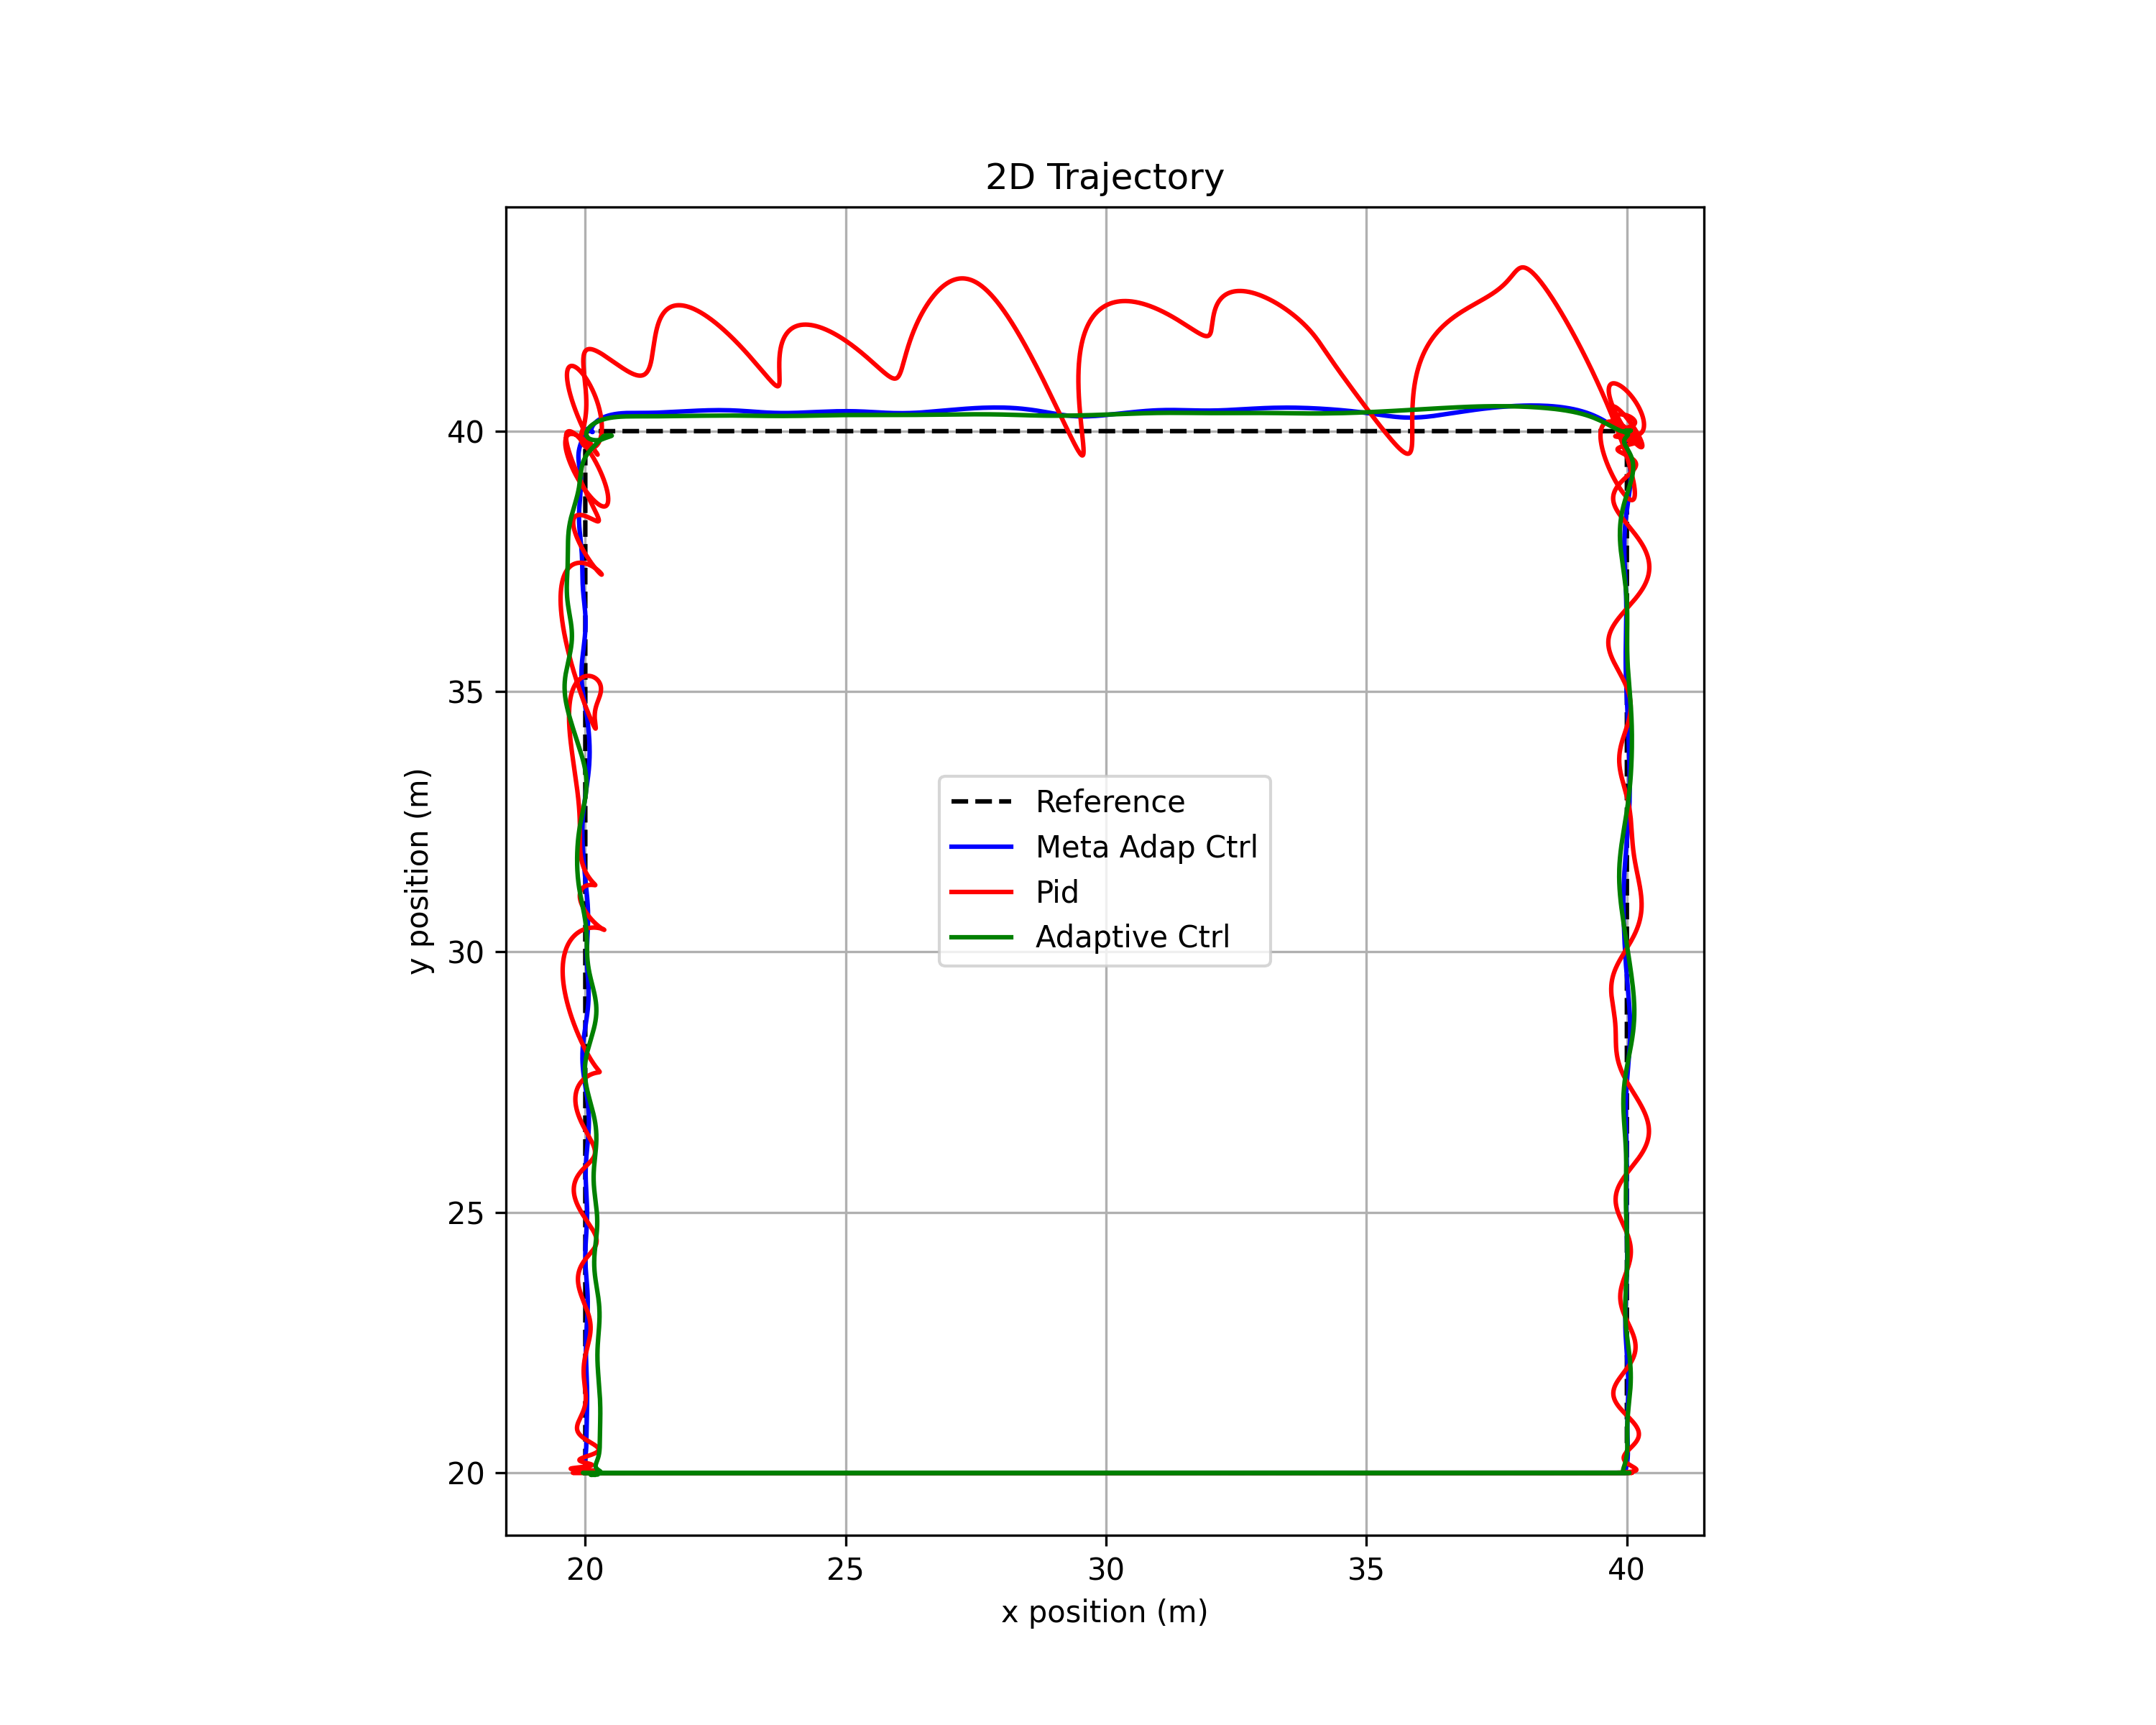 2D Trajectory
y position (m)
40
35
30
25
20
Reference
Meta Adap Ctrl
Pid
Adaptive Ctrl
20 25 30 35 40
x position (m)